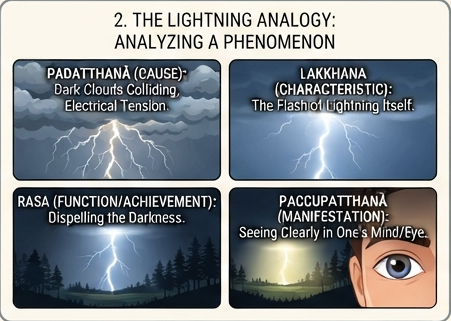 2. THE LIGHTNING ANALOGY:
ANALYZING A PHENOMENON
PADATTHANĀ (CAUSE):
Dark Clouds Colliding,
Electrical Tension.
LAKKHANA
(CHARACTERISTIC):
The Flash of Lightning Itself.
RASA (FUNCTION/ACHIEVEMENT):
Dispelling the Darkness.
PACCUPATTHANĀ
(MANIFESTATION):
Seeing Clearly in One's Mind/Eye.